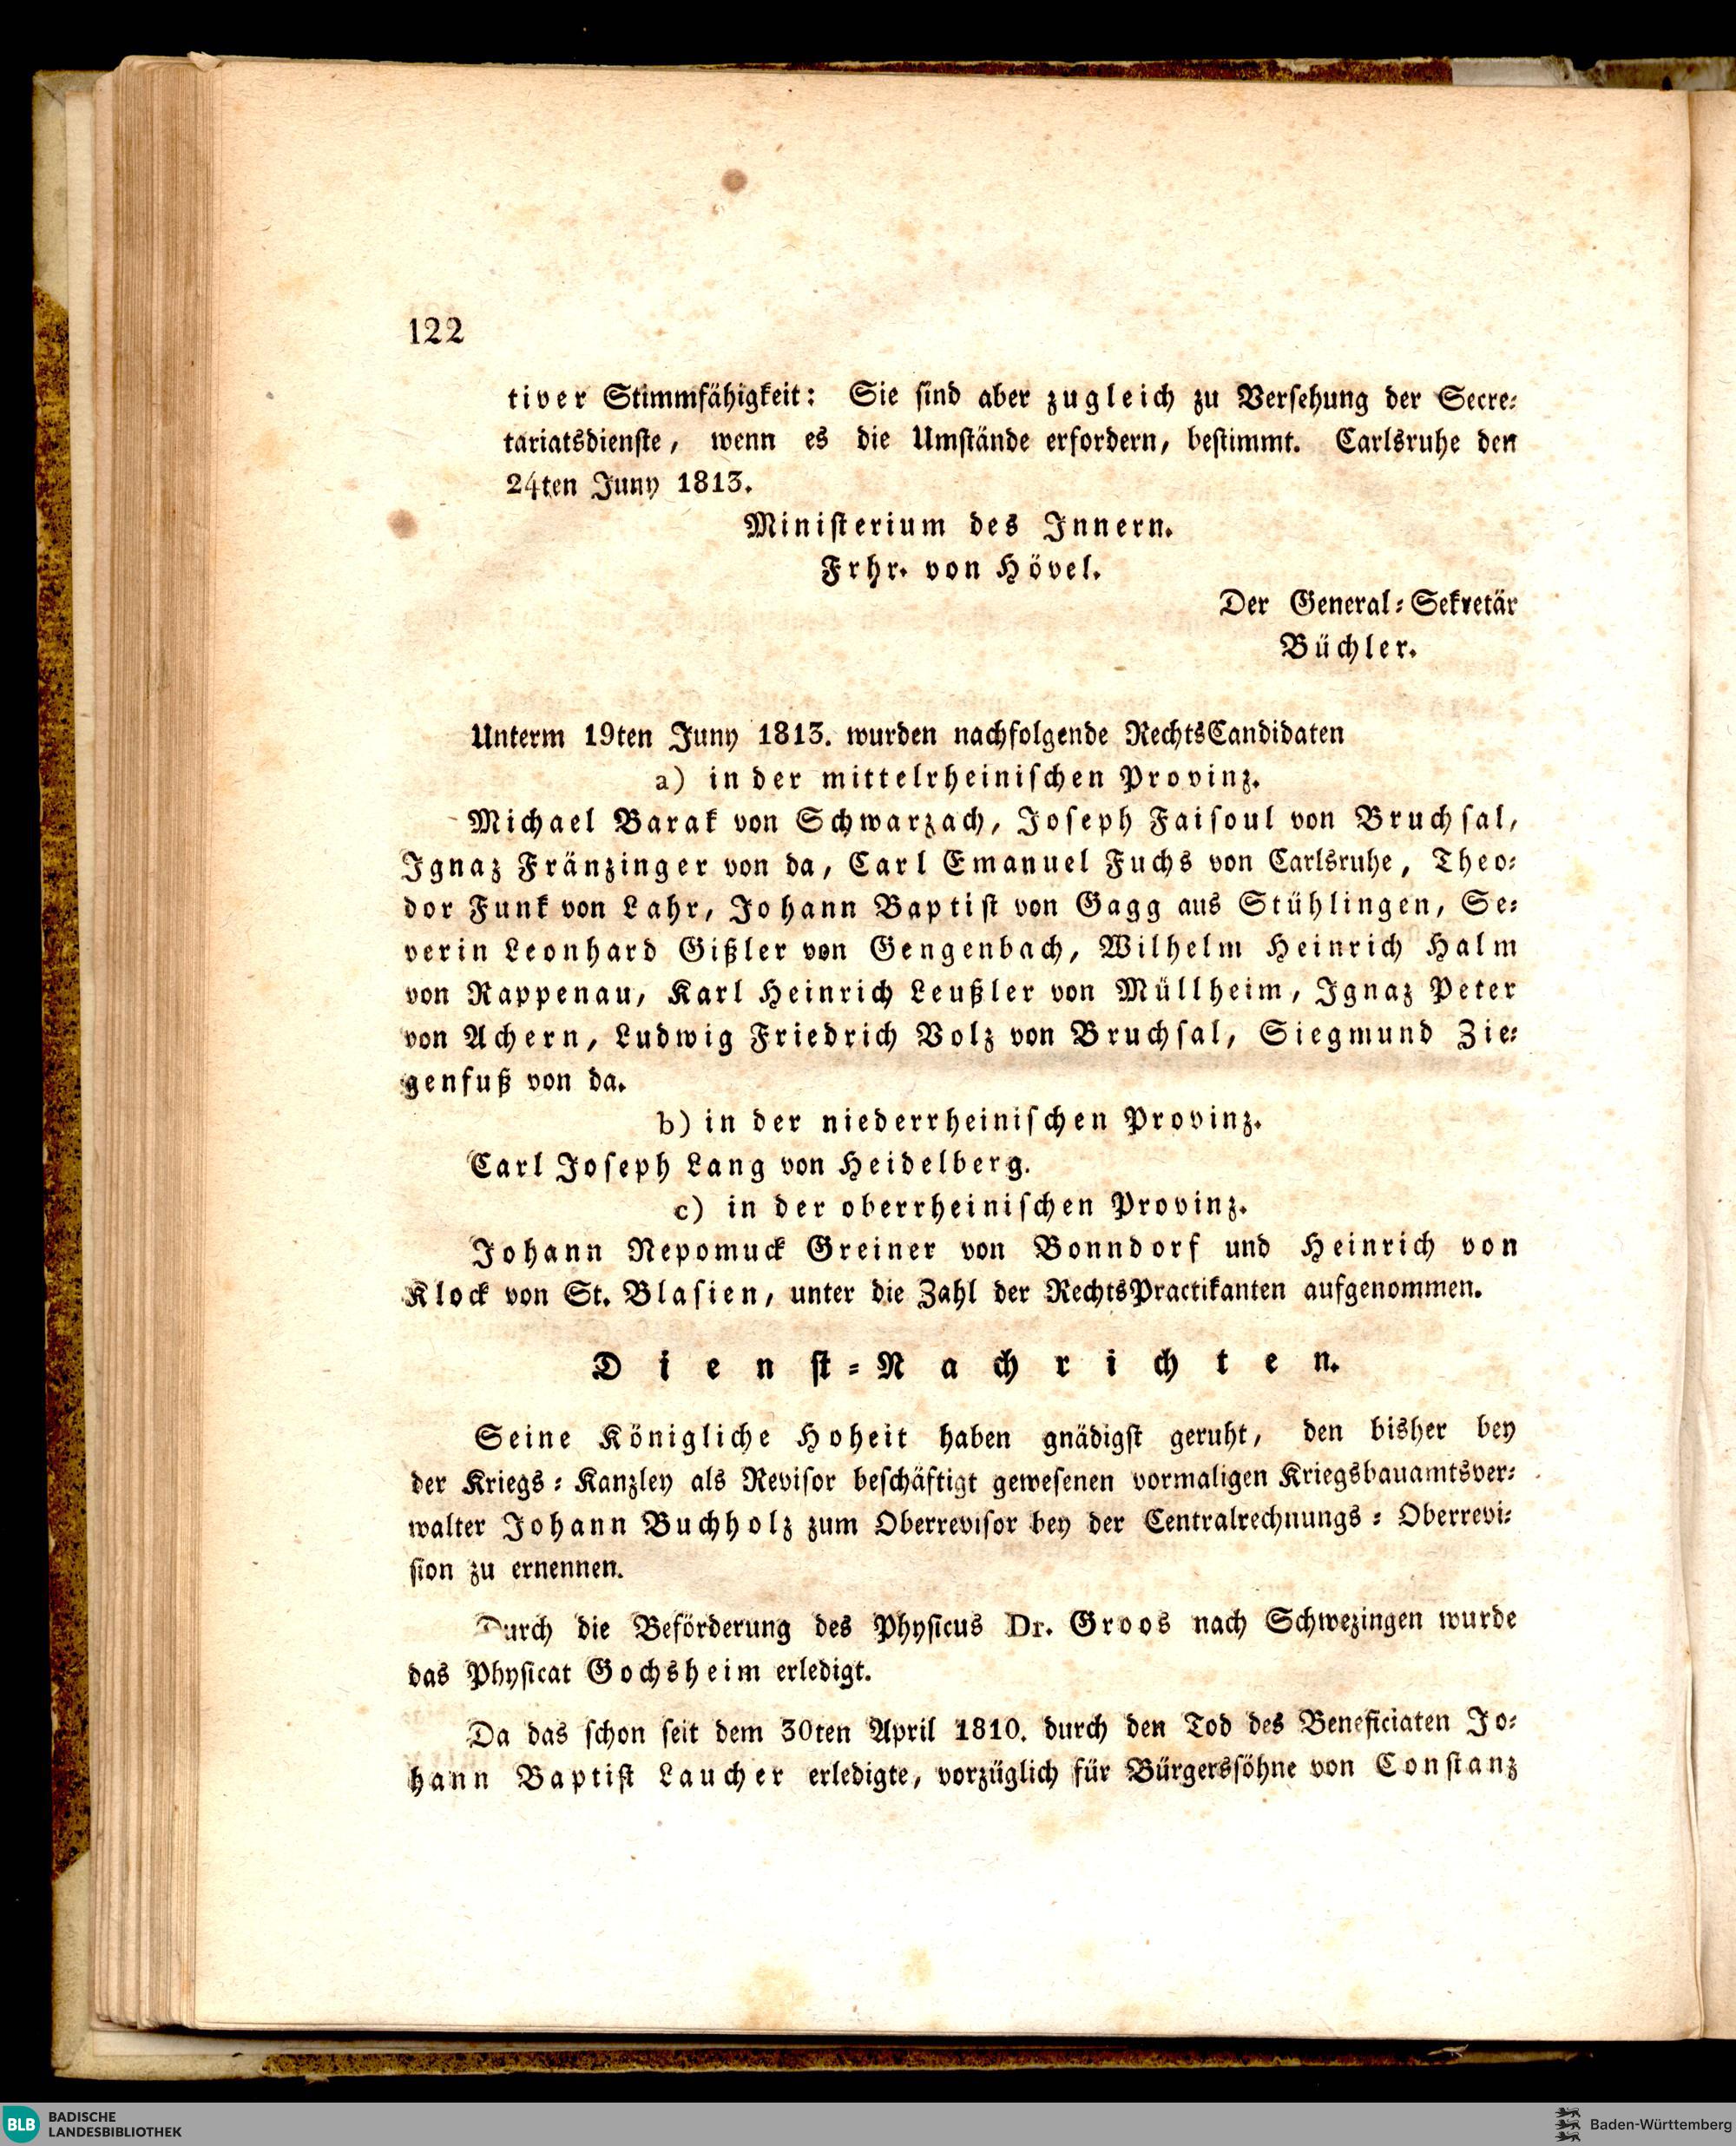 122
tiver Stimmfähigkeit: Sie sind aber zugleich zu Versehung der Secre-
tariatsdienste, wenn es die Umstände erfordern, bestimmt. Carlsruhe den
24ten Juny 1813.
Ministerium des Innern.
Frhr. von Hövel.
Der General-Sekretär
Büchler.
Unterm 19ten Juny 1813. wurden nachfolgende RechtsCandidaten
a) in der mittelrheinischen Provinz.
Michael Barak von Schwarzach, Joseph Faisoul von Bruchsal,
Ignaz Fränzinger von da, Carl Emanuel Fuchs von Carlsruhe, Theo-
dor Funk von Lahr, Johann Baptist von Gagg aus Stühlingen, Se-
verin Leonhard Gißler von Gengenbach, Wilhelm Heinrich Halm
von Rappenau, Karl Heinrich Leußler von Müllheim, Ignaz Peter
von Achern, Ludwig Friedrich Volz von Bruchsal, Siegmund Zie-
genfuß von da.
b) in der niederrheinischen Provinz.
Carl Joseph Lang von Heidelberg.
c) in der oberrheinischen Provinz.
Johann Nepomuck Greiner von Bonndorf und Heinrich von
Klock von St. Blasien, unter die Zahl der RechtsPractikanten aufgenommen.
Dienst-Nachrichten.
Seine Königliche Hoheit haben gnädigst geruht, den bisher bey
der Kriegs-Kanzley als Revisor beschäftigt gewesenen vormaligen Kriegsbauamtsver-
walter Johann Buchholz zum Oberrevisor bey der Centralrechnungs-Oberrevi-
sion zu ernennen.
Durch die Beförderung des Physicus Dr. Groos nach Schwezingen wurde
das Physicat Gochsheim erledigt.
Da das schon seit dem 30ten April 1810. durch den Tod des Beneficiaten Jo-
hann Baptist Laucher erledigte, vorzüglich für Bürgerssöhne von Constanz
BLB BADISCHE
LANDESBIBLIOTHEK
Baden-Württemberg